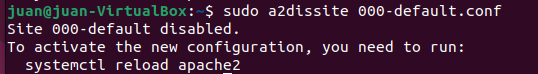 juan@juan-VirtualBox:~$ sudo a2dissite 000-default.conf
Site 000-default disabled.
To activate the new configuration, you need to run:
  systemctl reload apache2